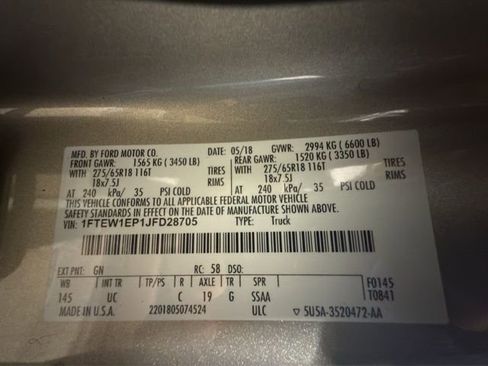 MFD. BY FORD MOTOR CO. DATE: 05/18 GVWR: 2994 KG ( 6600 LB)
FRONT GAWR: 1565 KG ( 3450 LB) REAR GAWR: 1520 KG ( 3350 LB)
WITH 275/65R18 116T TIRES WITH 275/65R18 116T TIRES
18x7.5J RIMS 18x7.5J RIMS
AT 240 kPa/ 35 PSI COLD AT 240 kPa/ 35 PSI COLD
THIS VEHICLE CONFORMS TO ALL APPLICABLE FEDERAL MOTOR VEHICLE
SAFETY STANDARDS IN EFFECT ON THE DATE OF MANUFACTURE SHOWN ABOVE.
VIN: 1FTEW1EP1JFD28705 TYPE: Truck
EXT PNT: GN RC: 58 DSO:
WB INT TR TP/PS R AXLE TR SPR F0145
145 UC C 19 G SSAA T0841
MADE IN U.S.A. 2201805074524 ULC ▽ 5U5A-3520472-AA